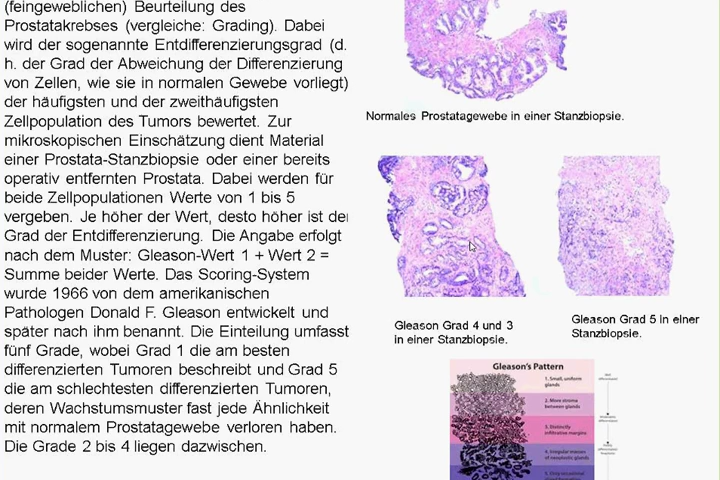 (feingeweblichen) Beurteilung des
Prostatakrebses (vergleiche: Grading). Dabei
wird der sogenannte Entdifferenzierungsgrad (d.
h. der Grad der Abweichung der Differenzierung
von Zellen, wie sie in normalen Gewebe vorliegt)
der häufigsten und der zweithäufigsten
Zellpopulation des Tumors bewertet. Zur
mikroskopischen Einschätzung dient Material
einer Prostata-Stanzbiopsie oder einer bereits
operativ entfernten Prostata. Dabei werden für
beide Zellpopulationen Werte von 1 bis 5
vergeben. Je höher der Wert, desto höher ist der
Grad der Entdifferenzierung. Die Angabe erfolgt
nach dem Muster: Gleason-Wert 1 + Wert 2 =
Summe beider Werte. Das Scoring-System
wurde 1966 von dem amerikanischen
Pathologen Donald F. Gleason entwickelt und
später nach ihm benannt. Die Einteilung umfasst
fünf Grade, wobei Grad 1 die am besten
differenzierten Tumoren beschreibt und Grad 5
die am schlechtesten differenzierten Tumoren,
deren Wachstumsmuster fast jede Ähnlichkeit
mit normalem Prostatagewebe verloren haben.
Die Grade 2 bis 4 liegen dazwischen.
Normales Prostatagewebe in einer Stanzbiopsie.
Gleason Grad 4 und 3
in einer Stanzbiopsie.
Gleason Grad 5 in einer
Stanzbiopsie.
Gleason's Pattern
1. Small, uniform
glands
2. More stroma
between glands
3. Distinctly
infiltrative margins
4. Irregular masses
of neoplastic glands
5. Only occasional
gland formation